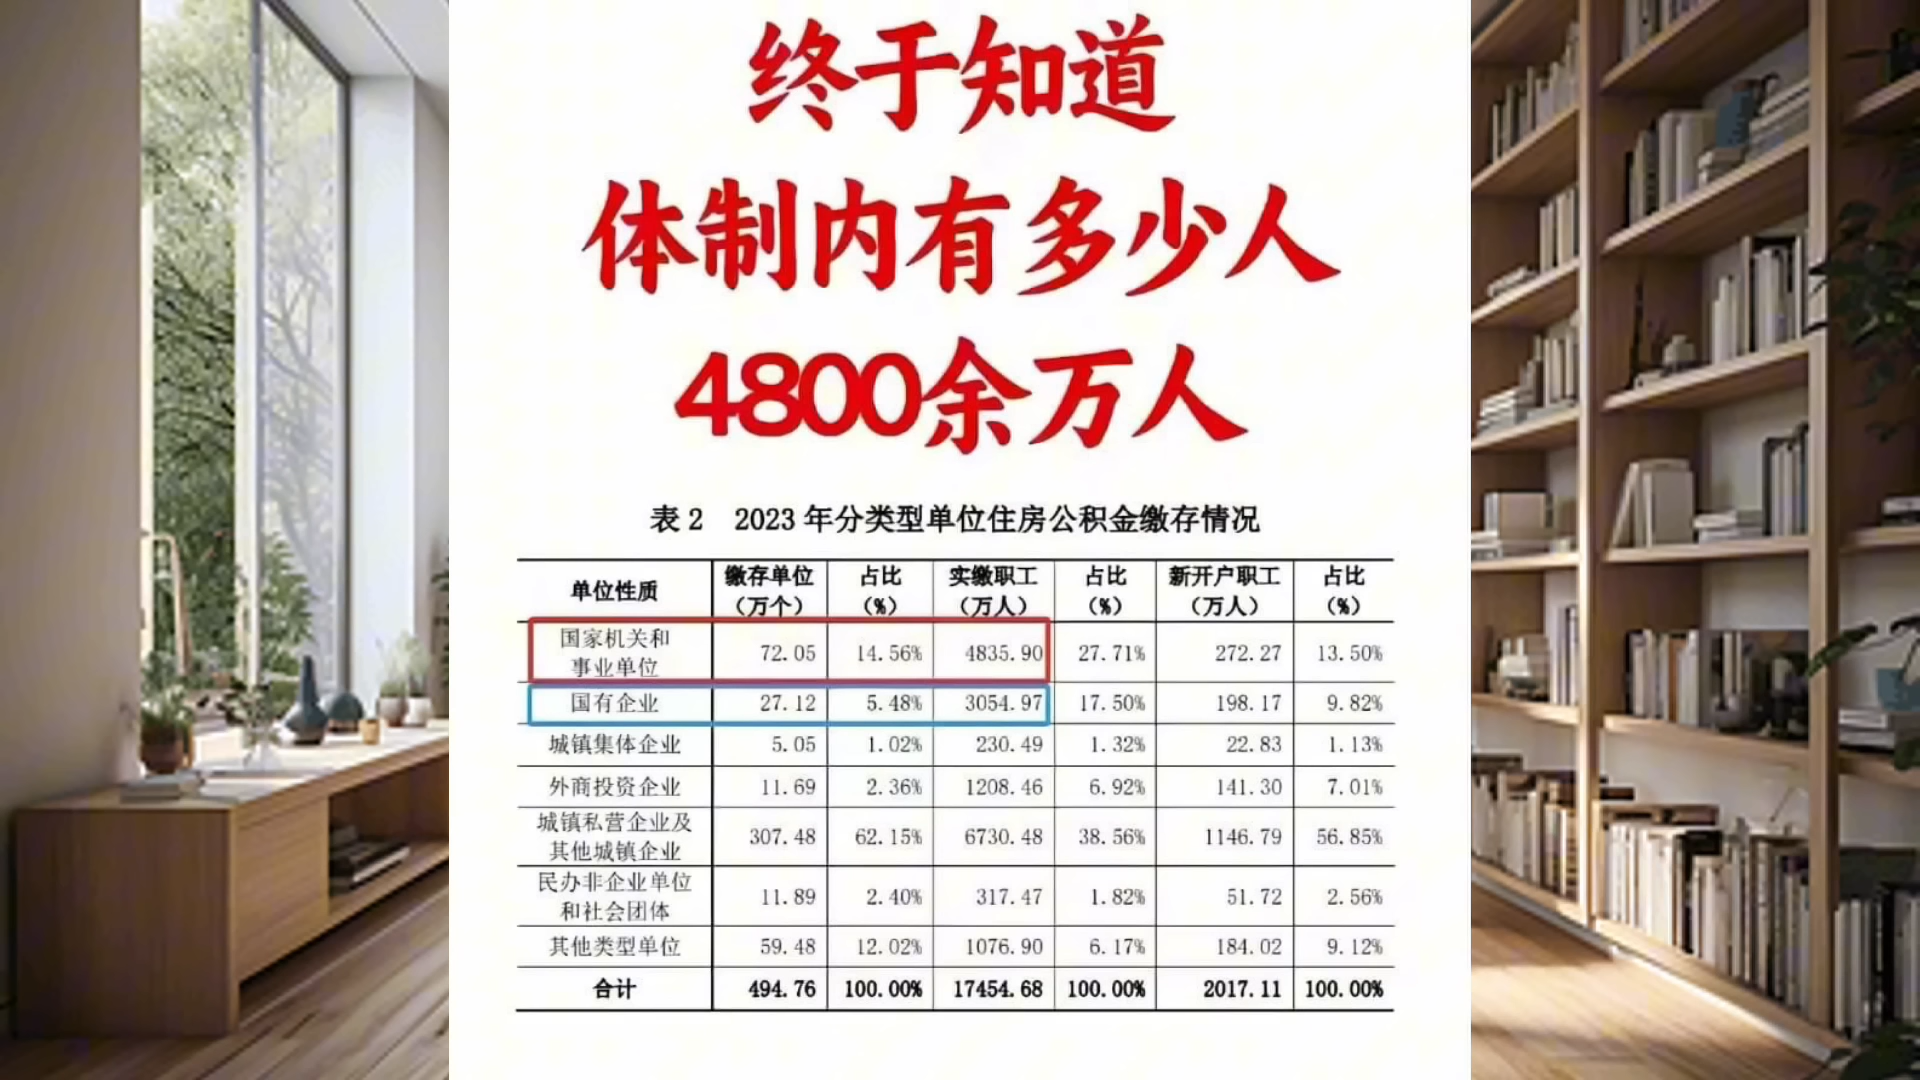 终于知道
体制内有多少人
4800余万人
表 2 2023 年分类型单位住房公积金缴存情况
单位性质 缴存单位（万个） 占比（%） 实缴职工（万人） 占比（%） 新开户职工（万人） 占比（%）
国家机关和事业单位 72.05 14.56% 4835.90 27.71% 272.27 13.50%
国有企业 27.12 5.48% 3054.97 17.50% 198.17 9.82%
城镇集体企业 5.05 1.02% 230.49 1.32% 22.83 1.13%
外商投资企业 11.69 2.36% 1208.46 6.92% 141.30 7.01%
城镇私营企业及其他城镇企业 307.48 62.15% 6730.48 38.56% 1146.79 56.85%
民办非企业单位和社会团体 11.89 2.40% 317.47 1.82% 51.72 2.56%
其他类型单位 59.48 12.02% 1076.90 6.17% 184.02 9.12%
合计 494.76 100.00% 17454.68 100.00% 2017.11 100.00%